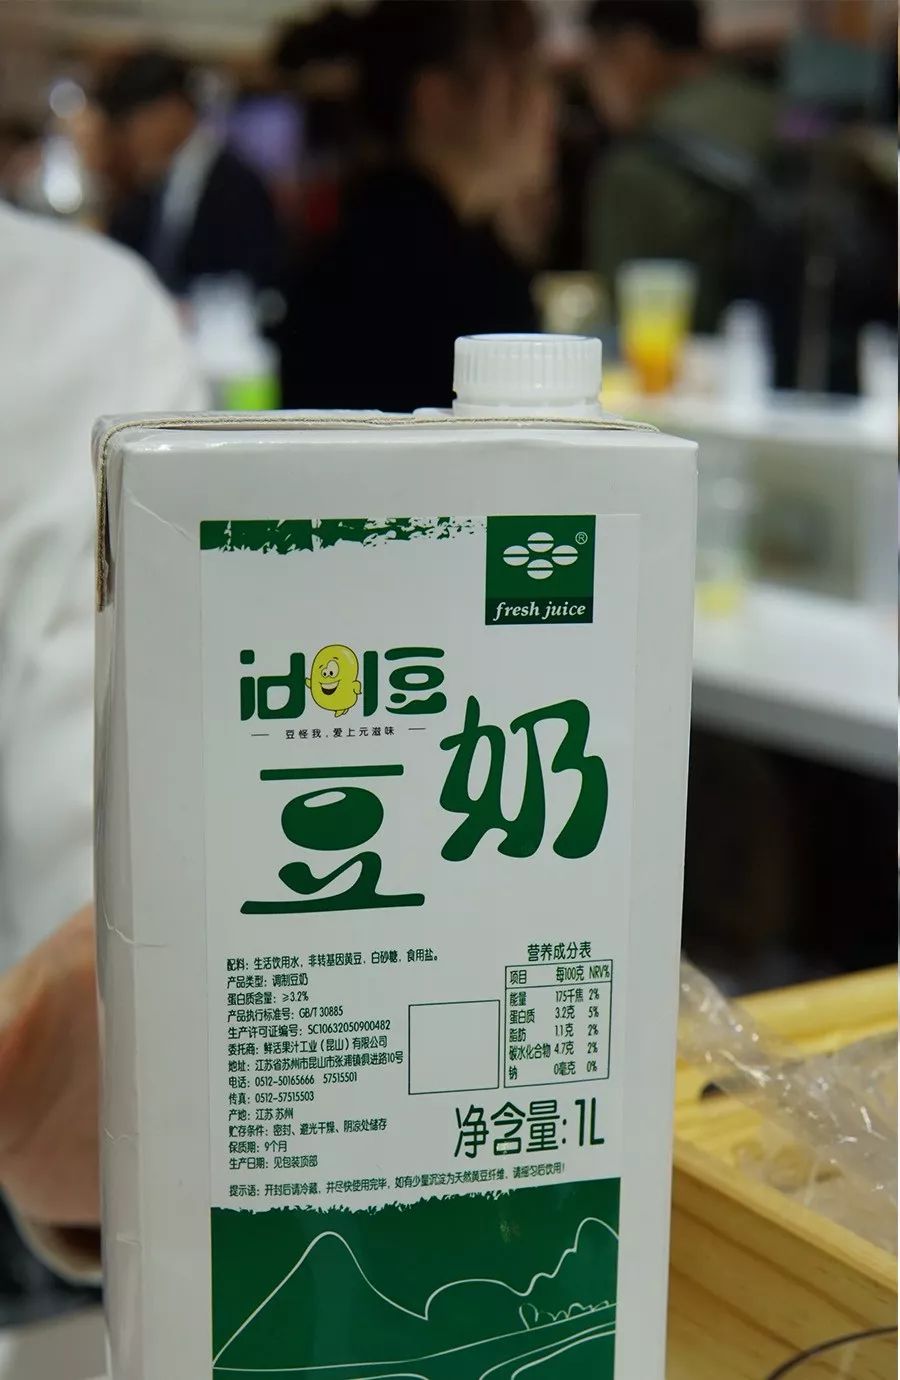 ®
fresh juice
豆怪我，爱上元滋味
豆奶
配料：生活饮用水，非转基因黄豆，白砂糖，食用盐。
产品类型：调制豆奶
蛋白质含量：≥3.2%
产品执行标准号：GB/T 30885
生产许可证编号：SC10632050900482
委托商：鲜活果汁工业（昆山）有限公司
地址：江苏省苏州市昆山市张浦镇俱进路10号
电话：0512-50165666 57515501
传真：0512-57515503
产地：江苏 苏州
贮存条件：密封、避光干燥、阴凉处储存
保质期：9个月
生产日期：见包装顶部
营养成分表
项目 每100克 NRV%
能量 175千焦 2%
蛋白质 3.2克 5%
脂肪 1.1克 2%
碳水化合物 4.7克 2%
钠 0毫克 0%
净含量：1L
提示语：开封后请冷藏，并尽快使用完毕，如有少量沉淀为天然黄豆纤维，请摇匀后饮用！